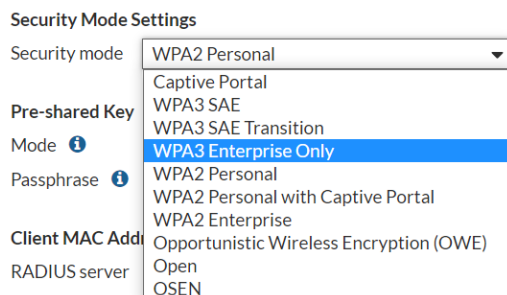 Security Mode Settings
Security mode WPA2 Personal
Captive Portal
WPA3 SAE
Pre-shared Key
WPA3 SAE Transition
Mode WPA3 Enterprise Only
Passphrase WPA2 Personal
WPA2 Personal with Captive Portal
WPA2 Enterprise
Client MAC Addr
Opportunistic Wireless Encryption (OWE)
RADIUS server Open
OSEN